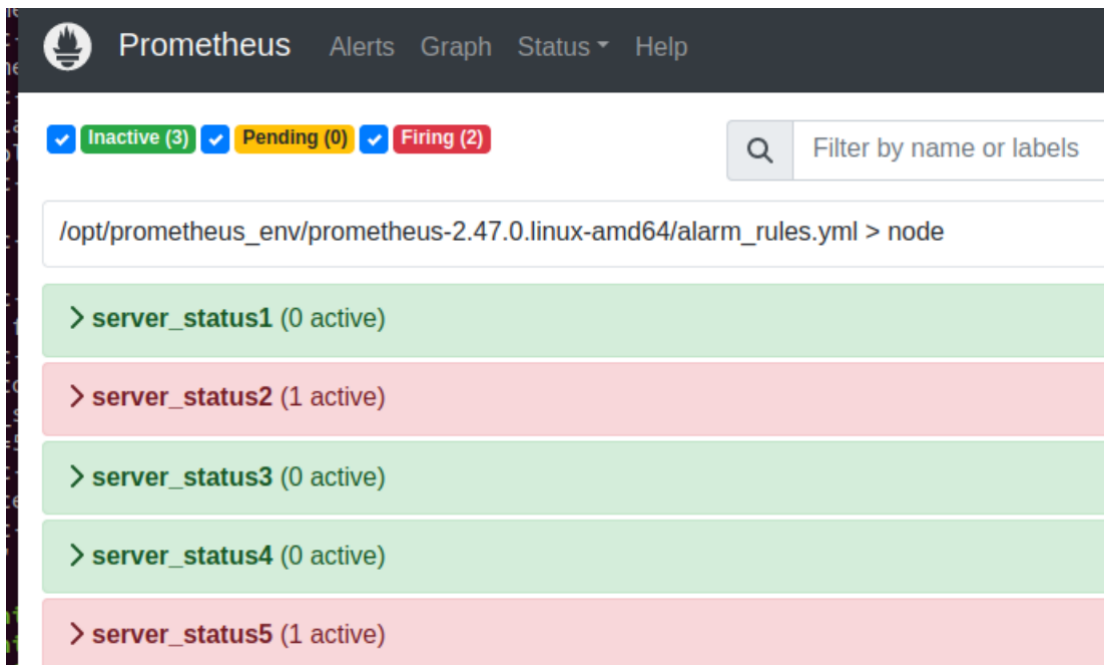 Prometheus Alerts Graph Status Help
Inactive (3) Pending (0) Firing (2) Filter by name or labels
/opt/prometheus_env/prometheus-2.47.0.linux-amd64/alarm_rules.yml > node
server_status1 (0 active)
server_status2 (1 active)
server_status3 (0 active)
server_status4 (0 active)
server_status5 (1 active)